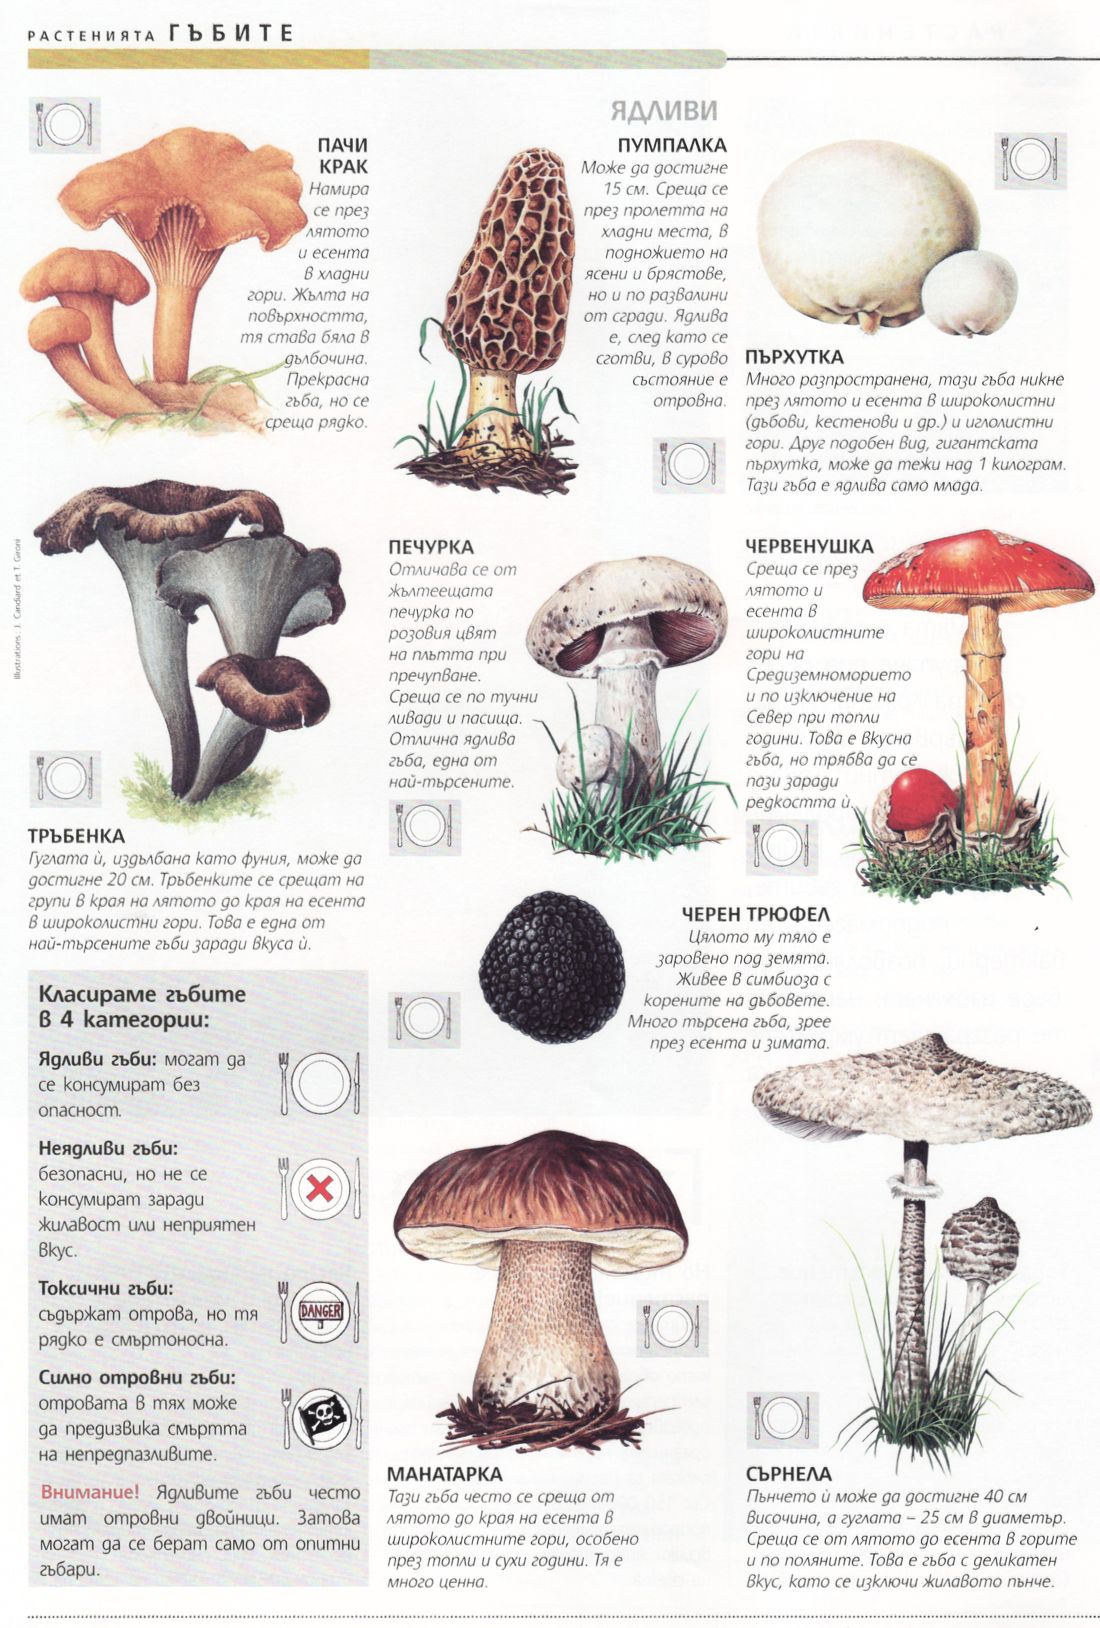 РАСТЕНИЯТА ГЪБИТЕ
ЯДЛИВИ
ПАЧИ
КРАК
Намира
се през
лятото
и есента
в хладни
гори. Жълта на
повърхността,
тя става бяла в
дълбочина.
Прекрасна
гъба, но се
среща рядко.
ПУМПАЛКА
Може да достигне
15 см. Среща се
през пролетта на
хладни места, в
подножието на
ясени и брястове,
но и по развалини
от сгради. Ядлива
е, след като се
сготви, в сурово
състояние е
отровна.
ПЪРХУТКА
Много разпространена, тази гъба никне
през лятото и есента в широколистни
(дъбови, кестенови и др.) и иглолистни
гори. Друг подобен вид, гигантската
пърхутка, може да тежи над 1 килограм.
Тази гъба е ядлива само млада.
Illustrations : J. Candiard et T. Gironi
ТРЪБЕНКА
Гуглата ѝ, издълбана като фуния, може да
достигне 20 см. Тръбенките се срещат на
групи в края на лятото до края на есента
в широколистни гори. Това е една от
най-търсените гъби заради вкуса ѝ.
ПЕЧУРКА
Отличава се от
жълтеещата
печурка по
розовия цвят
на плътта при
пречупване.
Среща се по тучни
ливади и пасища.
Отлична ядлива
гъба, една от
най-търсените.
ЧЕРВЕНУШКА
Среща се през
лятото и
есента в
широколистните
гори на
Средиземноморието
и по изключение на
Север при топли
години. Това е вкусна
гъба, но трябва да се
пази заради
редкостта ѝ.
ЧЕРЕН ТРЮФЕЛ
Цялото му тяло е
заровено под земята.
Живее в симбиоза с
корените на дъбовете.
Много търсена гъба, зрее
през есента и зимата.
Класираме гъбите
в 4 категории:
Ядливи гъби: могат да
се консумират без
опасност.
Неядливи гъби:
безопасни, но не се
консумират заради
жилавост или неприятен
вкус.
Токсични гъби:
съдържат отрова, но тя
рядко е смъртоносна.
DANGER
Силно отровни гъби:
отровата в тях може
да предизвика смъртта
на непредпазливите.
Внимание! Ядливите гъби често
имат отровни двойници. Затова
могат да се берат само от опитни
гъбари.
МАНАТАРКА
Тази гъба често се среща от
лятото до края на есента в
широколистните гори, особено
през топли и сухи години. Тя е
много ценна.
СЪРНЕЛА
Пънчето ѝ може да достигне 40 см
височина, а гуглата – 25 см в диаметър.
Среща се от лятото до есента в горите
и по поляните. Това е гъба с деликатен
вкус, като се изключи жилавото пънче.